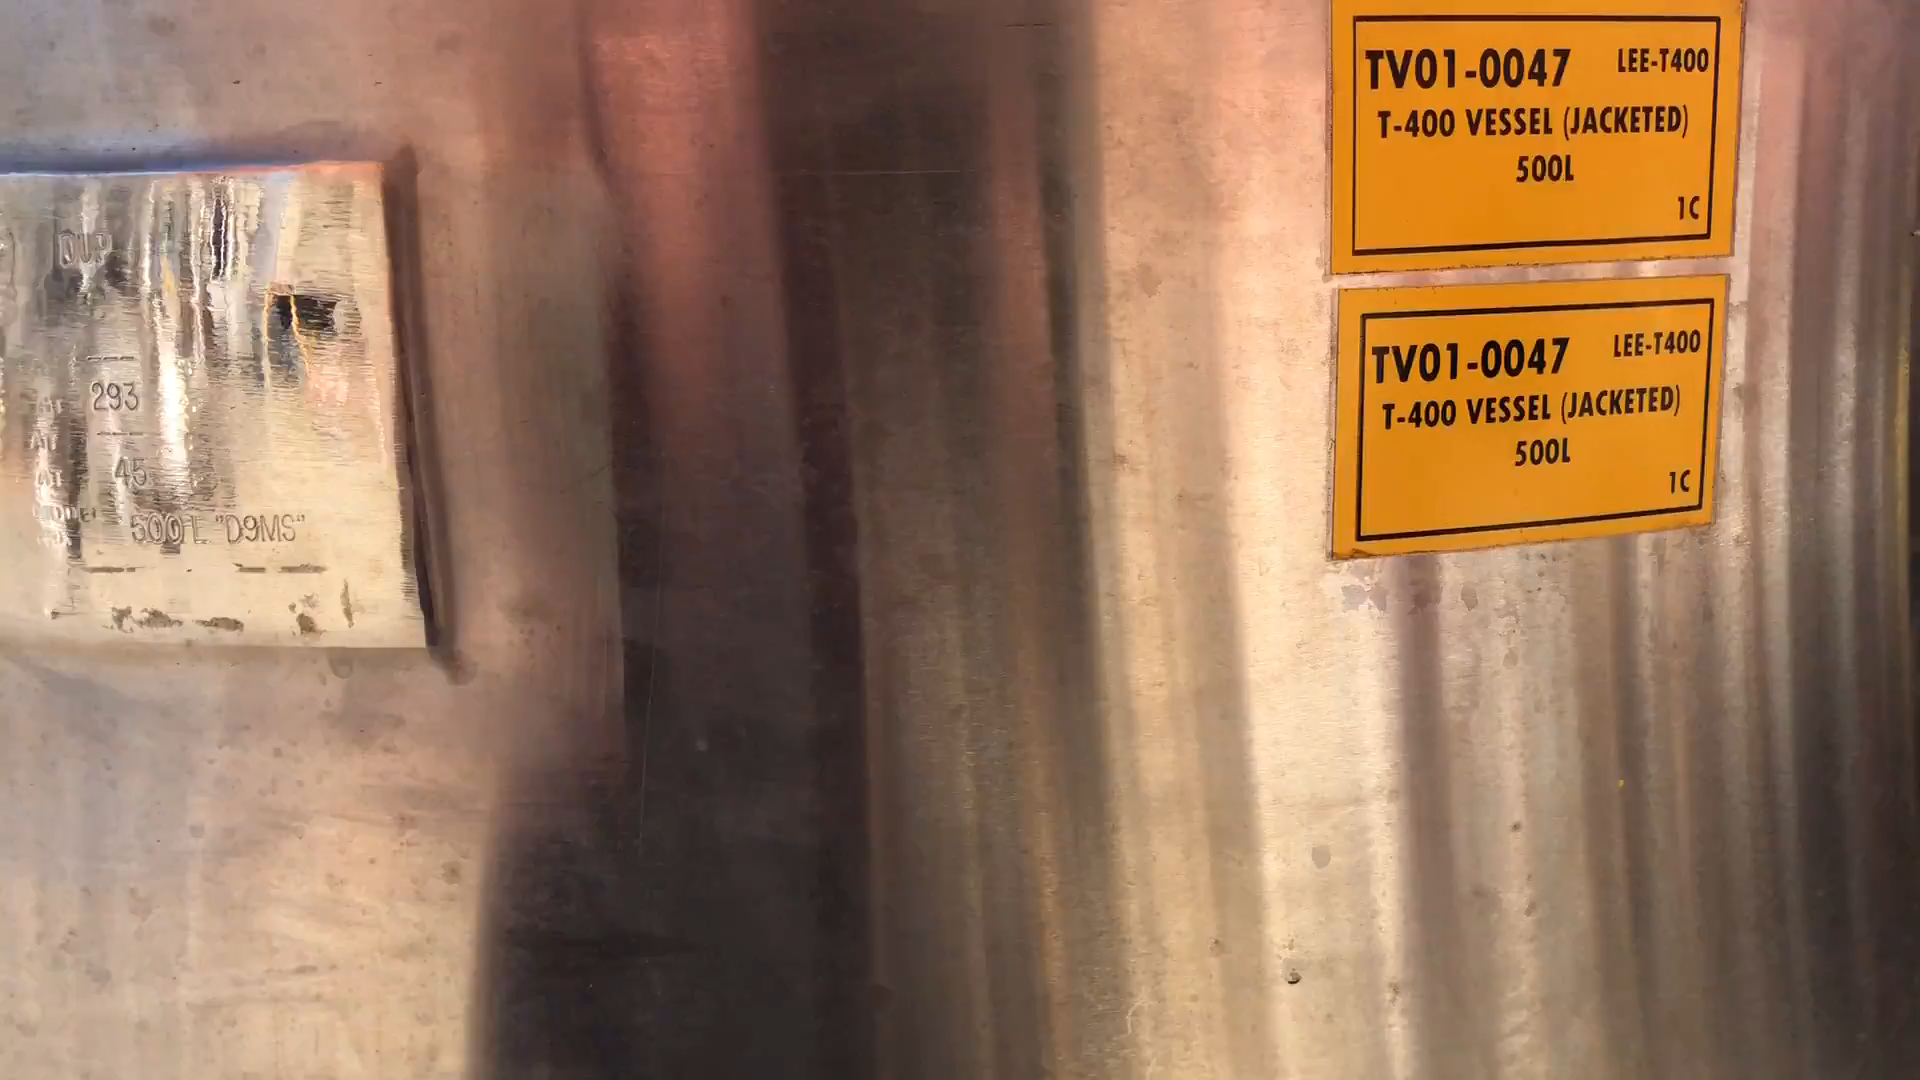 TV01-0047 LEE-T400
T-400 VESSEL (JACKETED)
500L
1C
TV01-0047 LEE-T400
T-400 VESSEL (JACKETED)
500L
1C
293
45
500 L "D9MS"